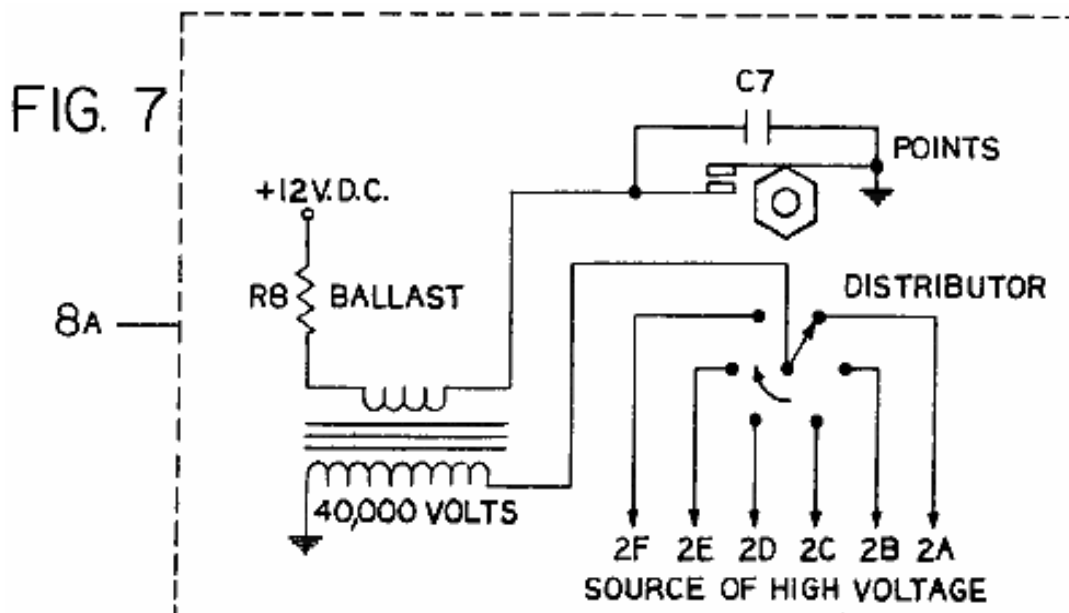 FIG. 7
C7
POINTS
+12V.D.C.
R8 BALLAST
DISTRIBUTOR
8A
40,000 VOLTS
2F 2E 2D 2C 2B 2A
SOURCE OF HIGH VOLTAGE